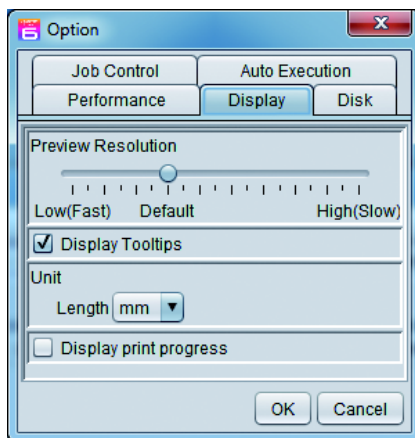 Option
Job Control Auto Execution
Performance Display Disk
Preview Resolution
Low(Fast) Default High(Slow)
Display Tooltips
Unit
Length mm
Display print progress
OK Cancel